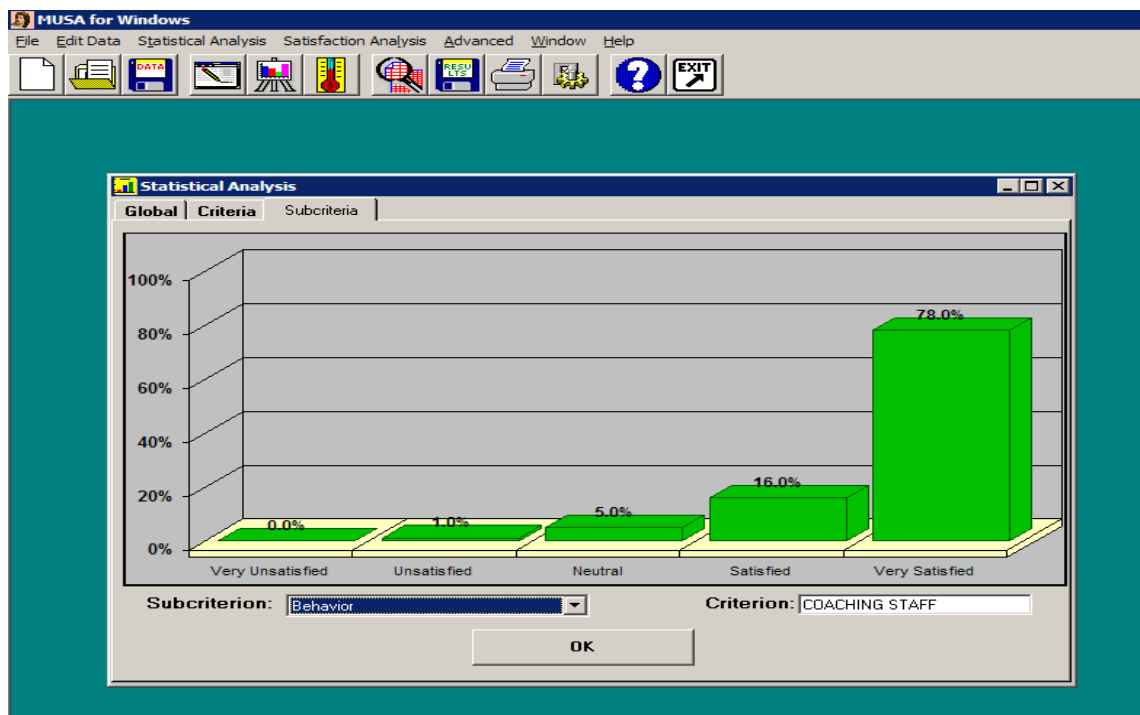 MUSA for Windows
File Edit Data Statistical Analysis Satisfaction Analysis Advanced Window Help
DATA
RESU
LTS
EXIT
Statistical Analysis
Global Criteria Subcriteria
100%
80%
60%
40%
20%
0%
78.0%
16.0%
5.0%
1.0%
0.0%
Very Unsatisfied Unsatisfied Neutral Satisfied Very Satisfied
Subcriterion: Behavior Criterion: COACHING STAFF
OK